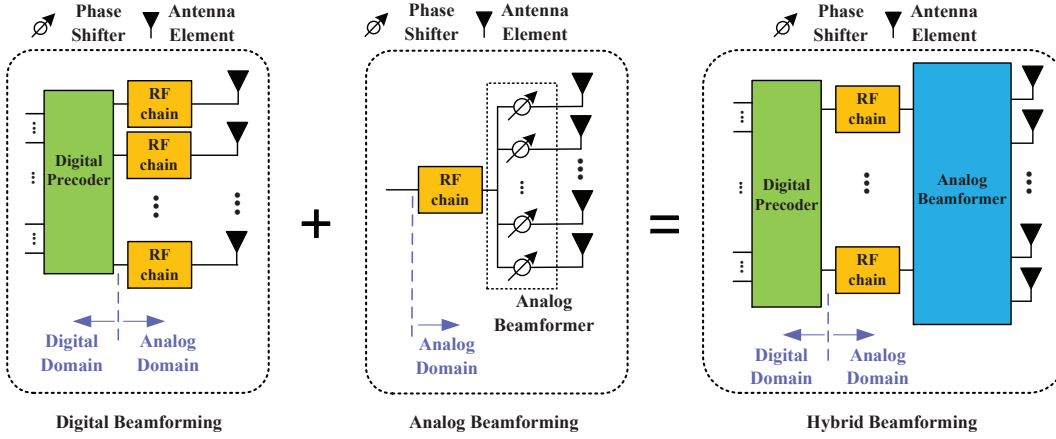 Phase
Shifter
Antenna
Element
RF
chain
RF
chain
Digital
Precoder
RF
chain
Digital
Domain
Analog
Domain
Digital Beamforming
+
Phase
Shifter
Antenna
Element
RF
chain
Analog
Beamformer
Analog
Domain
Analog Beamforming
=
Phase
Shifter
Antenna
Element
RF
chain
Digital
Precoder
Analog
Beamformer
RF
chain
Digital
Domain
Analog
Domain
Hybrid Beamforming